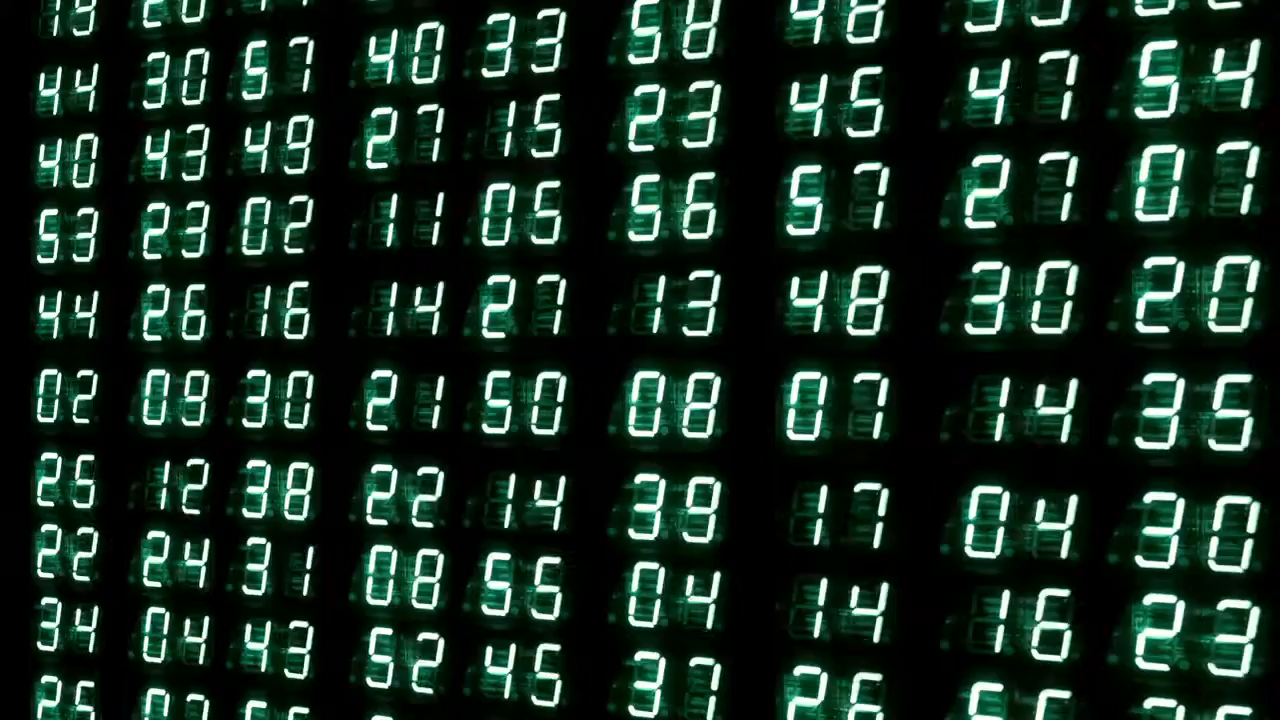 44 30 57 40 33 58 48
40 43 49 27 15 23 45 47 54
53 23 02 11 05 56 57 27 07
44 26 16 14 27 13 48 30 20
02 09 30 21 50 08 07 14 35
25 12 38 22 14 39 17 04 30
22 24 31 08 55 04 14 16 23
34 04 43 52 45 37 26